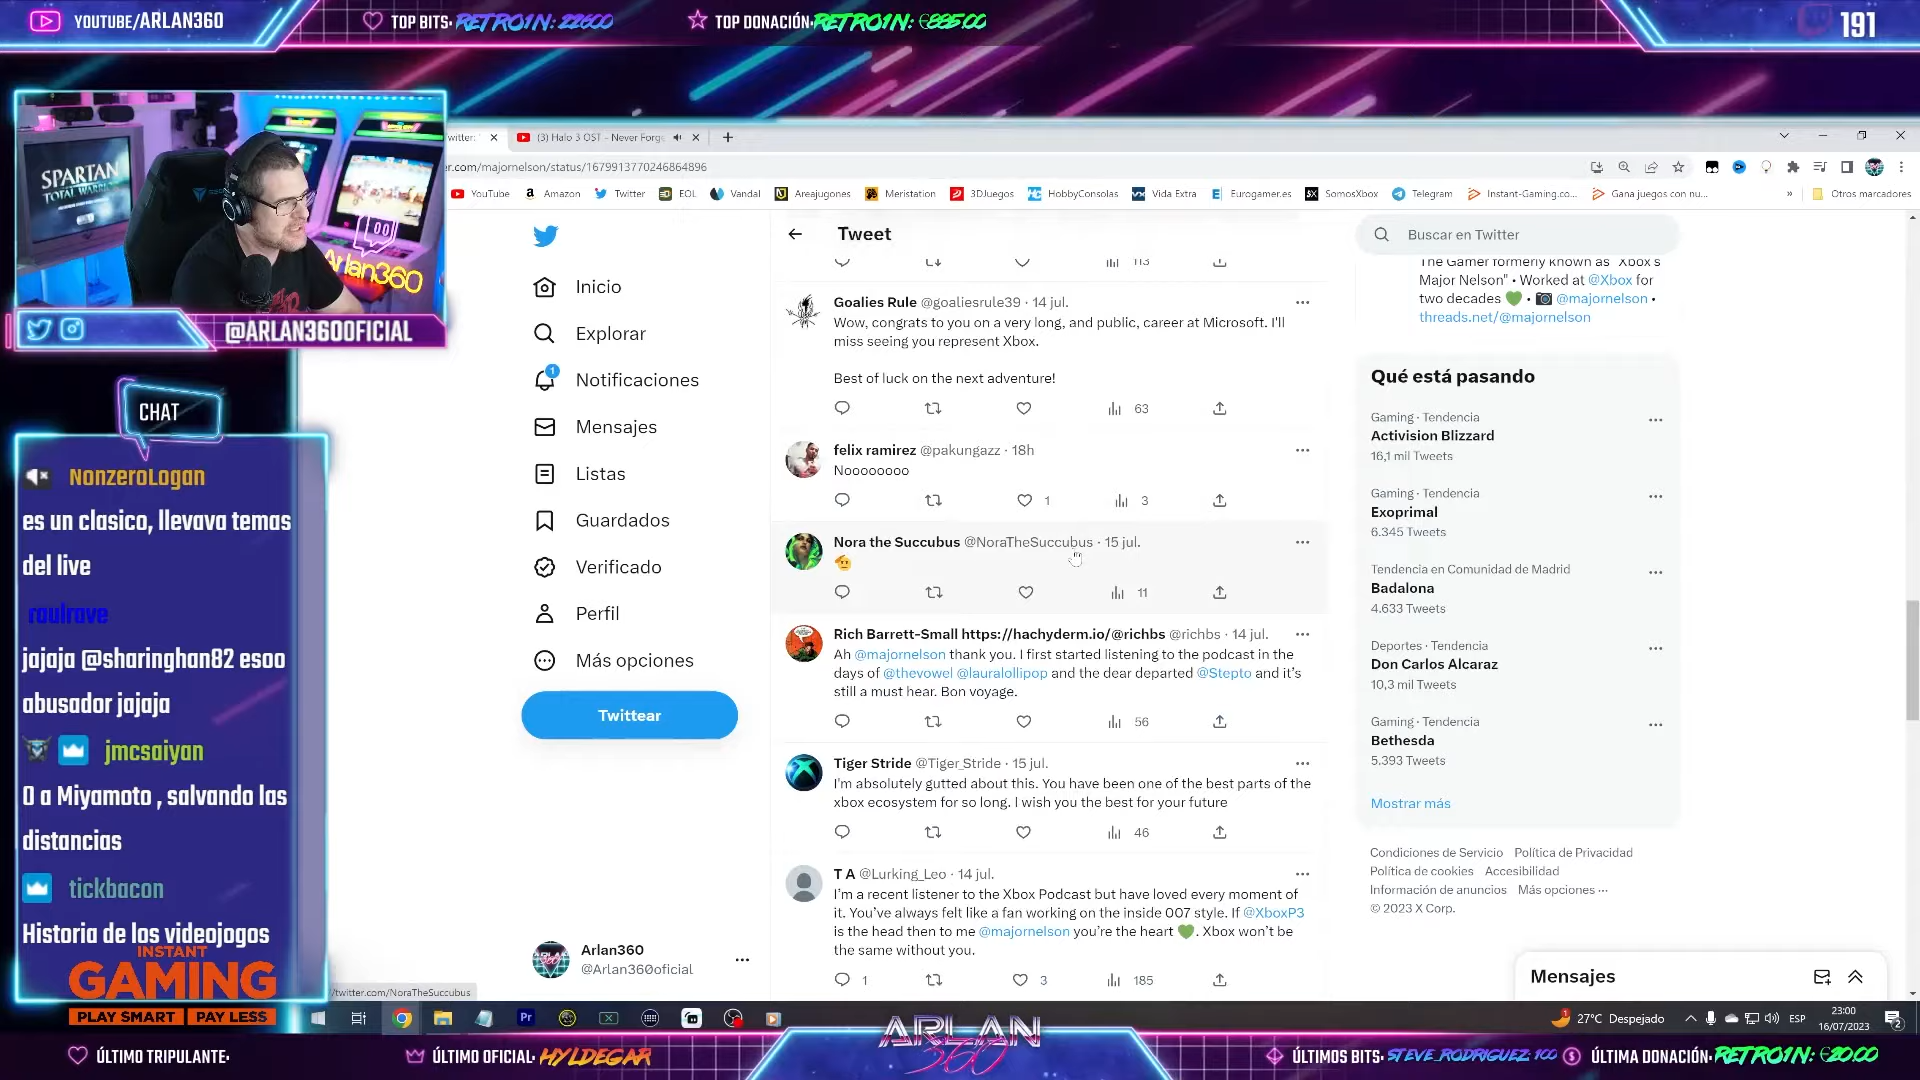 YOUTUBE/ARLAN360
TOP BITS: RETRO1N: 22600
TOP DONACIÓN: RETRO1N: €885.00
191
SPARTAN
TOTAL WARRIOR
Arlan360
@ARLAN360OFICIAL
CHAT
NonzeroLogan
es un clasico, llevava temas
del live
raulrave
jajaja @sharinghan82 esoo
abusador jajaja
jmcsaiyan
O a Miyamoto , salvando las
distancias
tickbacon
Historia de los videojogos
INSTANT
GAMING
PLAY SMART PAY LESS
witter:
(3) Halo 3 OST - Never Forge
r.com/majornelson/status/1679913770246864896
YouTube
Amazon
Twitter
EOL
Vandal
Areajugones
Meristation
3DJuegos
HobbyConsolas
Vida Extra
Eurogamer.es
SomosXbox
Telegram
Instant-Gaming.co...
Gana juegos con nu...
»
Otros marcadores
Inicio
Explorar
1
Notificaciones
Mensajes
Listas
Guardados
Verificado
Perfil
Más opciones
Twittear
Arlan360
@Arlan360oficial
/twitter.com/NoraTheSuccubus
Tweet
113
Goalies Rule @goaliesrule39 · 14 jul.
Wow, congrats to you on a very long, and public, career at Microsoft. I'll
miss seeing you represent Xbox.
Best of luck on the next adventure!
63
felix ramirez @pakungazz · 18h
Noooooooo
1 3
Nora the Succubus @NoraTheSuccubus · 15 jul.
🫡
11
Rich Barrett-Small https://hachyderm.io/@richbs @richbs · 14 jul.
Ah @majornelson thank you. I first started listening to the podcast in the
days of @thevowel @lauralollipop and the dear departed @Stepto and it's
still a must hear. Bon voyage.
56
Tiger Stride @Tiger_Stride · 15 jul.
I'm absolutely gutted about this. You have been one of the best parts of the
xbox ecosystem for so long. I wish you the best for your future
46
T A @Lurking_Leo · 14 jul.
I'm a recent listener to the Xbox Podcast but have loved every moment of
it. You've always felt like a fan working on the inside 007 style. If @XboxP3
is the head then to me @majornelson you're the heart 💚. Xbox won't be
the same without you.
1 3 185
Buscar en Twitter
The Gamer formerly known as "Xbox's
Major Nelson" • Worked at @Xbox for
two decades 💚 • 📷 @majornelson •
threads.net/@majornelson
Qué está pasando
Gaming · Tendencia
Activision Blizzard
16,1 mil Tweets
Gaming · Tendencia
Exoprimal
6.345 Tweets
Tendencia en Comunidad de Madrid
Badalona
4.633 Tweets
Deportes · Tendencia
Don Carlos Alcaraz
10,3 mil Tweets
Gaming · Tendencia
Bethesda
5.393 Tweets
Mostrar más
Condiciones de Servicio Política de Privacidad
Política de cookies Accesibilidad
Información de anuncios Más opciones ···
© 2023 X Corp.
Mensajes
Pr
27°C Despejado
ESP
23:00
16/07/2023
2
ARLAN
360
ÚLTIMO TRIPULANTE:
ÚLTIMO OFICIAL: HYLDEGAR
ÚLTIMOS BITS: STEVE_RODRIGUEZ: 100
ÚLTIMA DONACIÓN: RETRO1N: €20.00